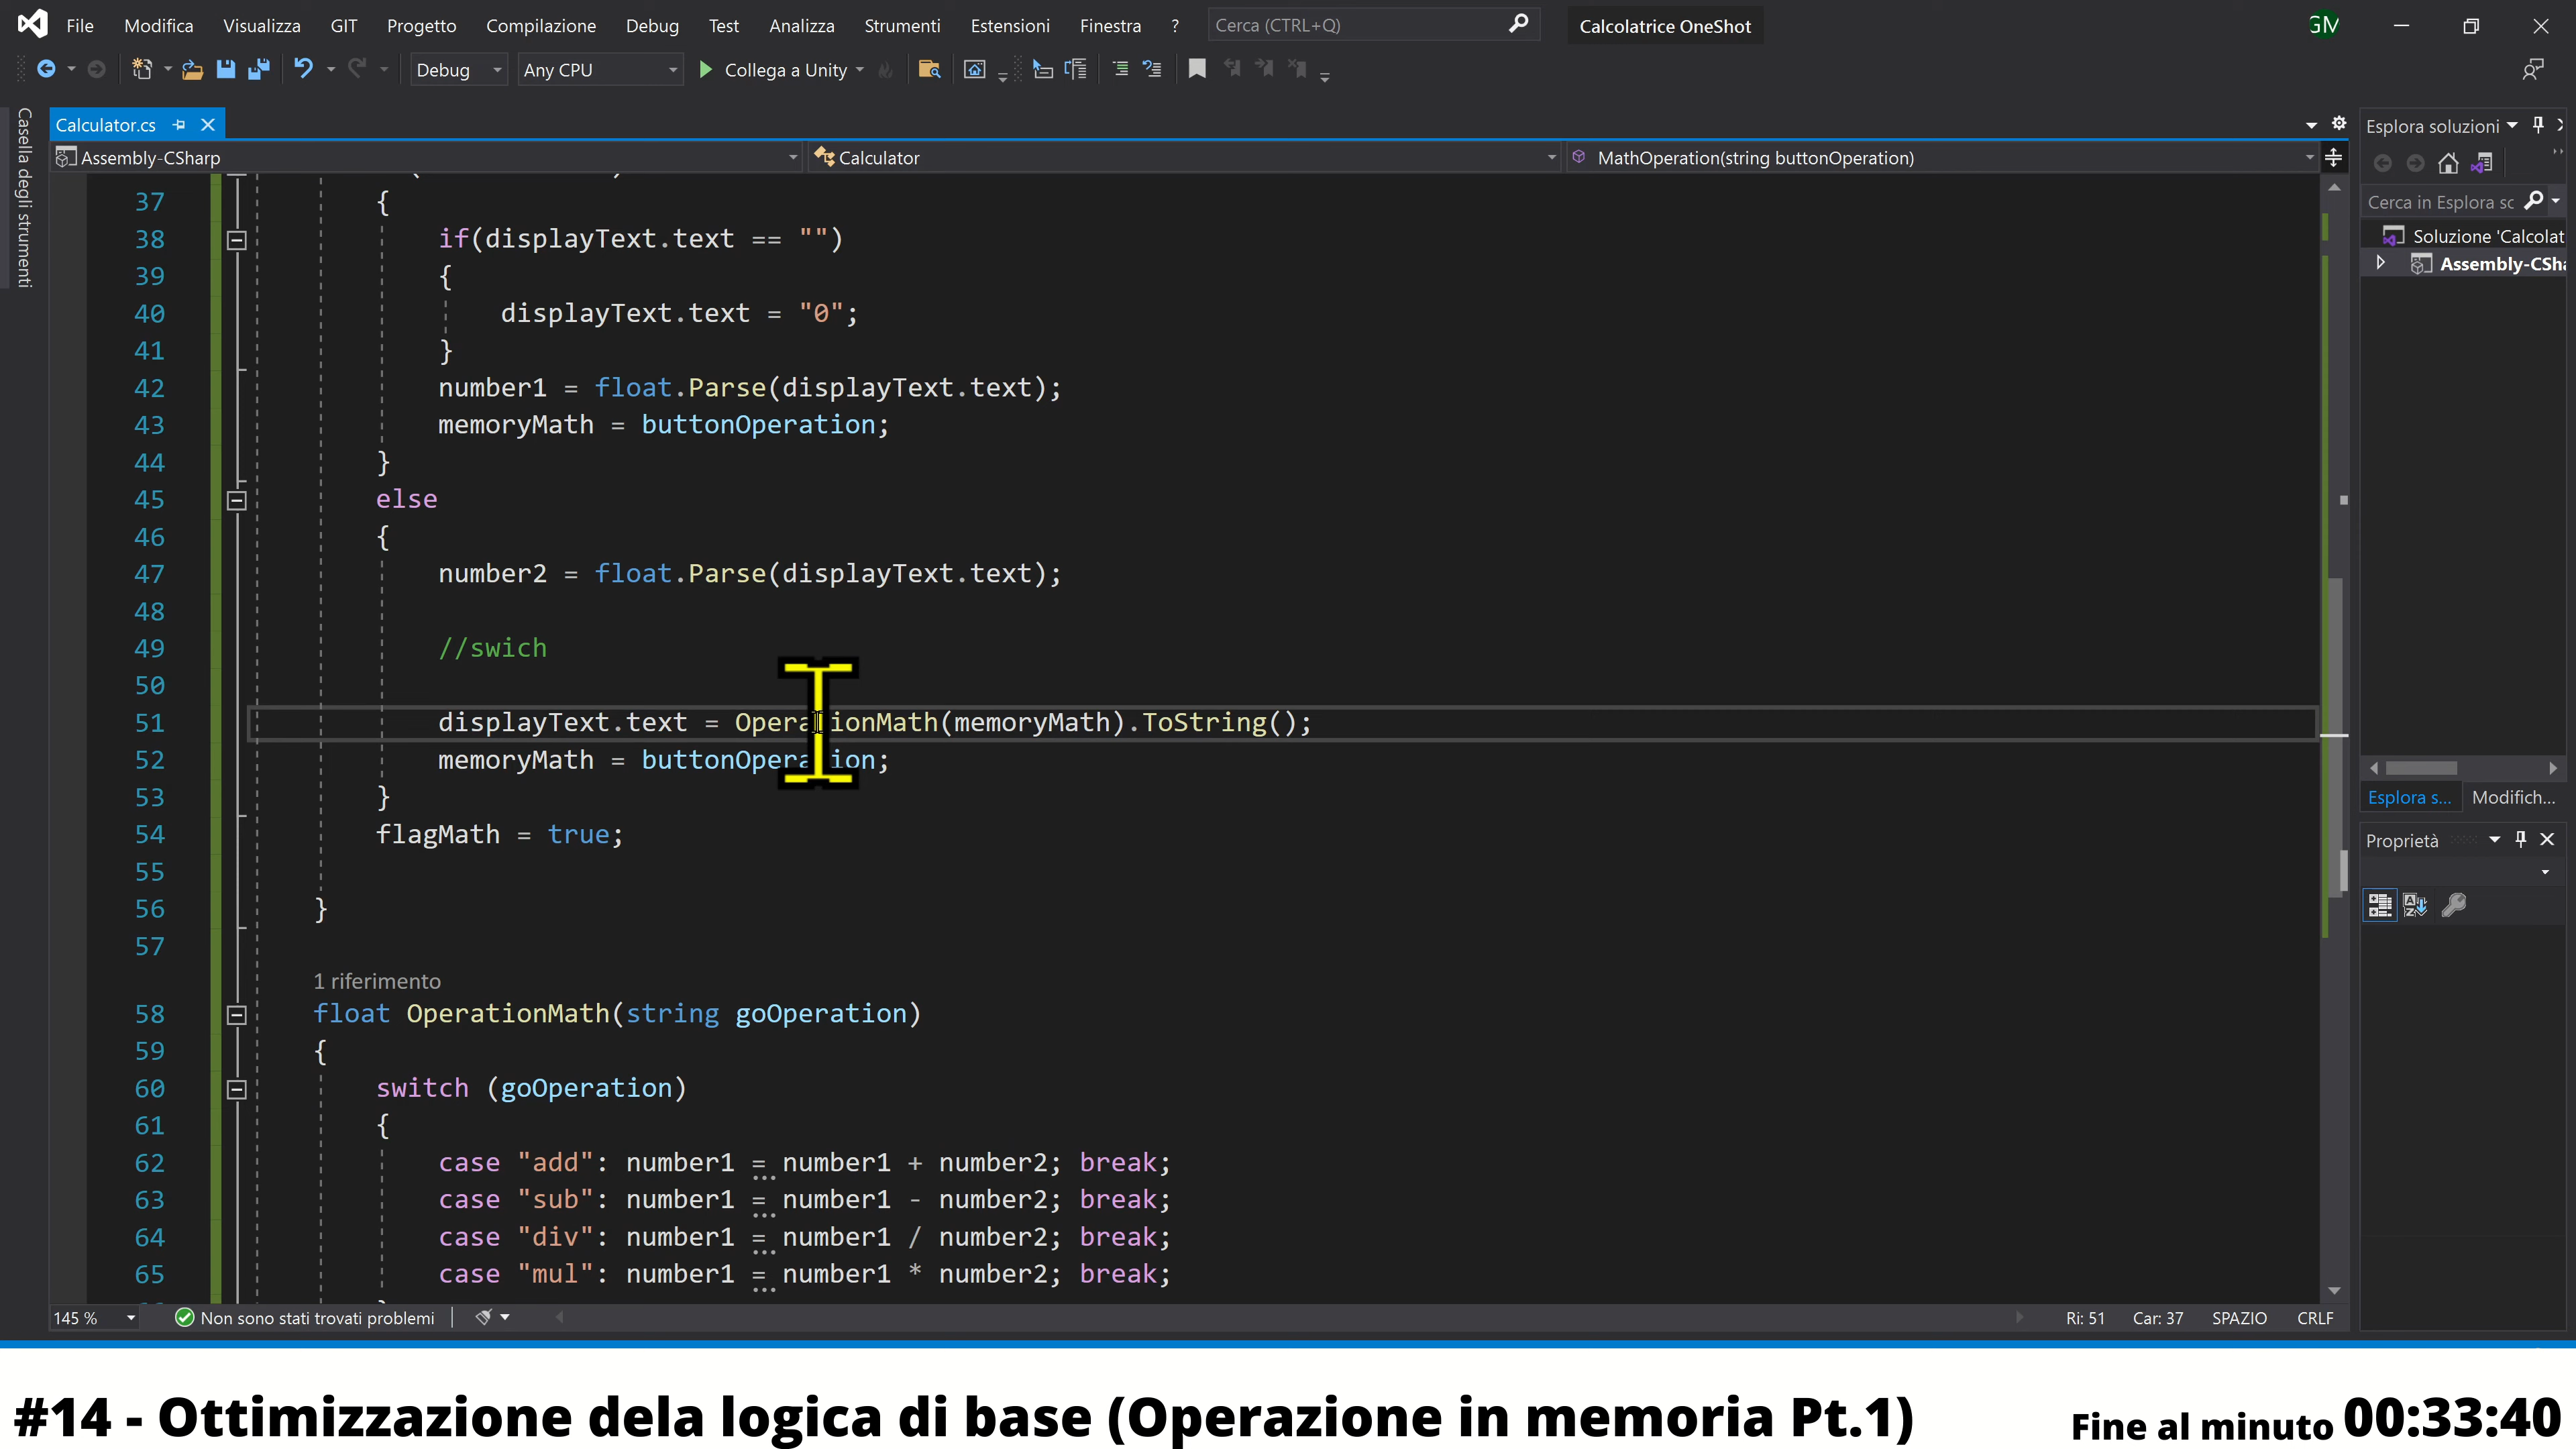 File Modifica Visualizza GIT Progetto Compilazione Debug Test Analizza Strumenti Estensioni Finestra ? Cerca (CTRL+Q) Calcolatrice OneShot GM
Debug Any CPU Collega a Unity
Casella degli strumenti
Calculator.cs
Esplora soluzioni
Assembly-CSharp Calculator MathOperation(string buttonOperation)
Cerca in Esplora sc
Soluzione 'Calcolat
Assembly-CSha
37 {
38 if(displayText.text == "")
39 {
40 displayText.text = "0";
41 }
42 number1 = float.Parse(displayText.text);
43 memoryMath = buttonOperation;
44 }
45 else
46 {
47 number2 = float.Parse(displayText.text);
48
49 //swich
50
51 displayText.text = OperationMath(memoryMath).ToString();
52 memoryMath = buttonOperation;
53 }
54 flagMath = true;
55
56 }
57
1 riferimento
58 float OperationMath(string goOperation)
59 {
60 switch (goOperation)
61 {
62 case "add": number1 = number1 + number2; break;
63 case "sub": number1 = number1 - number2; break;
64 case "div": number1 = number1 / number2; break;
65 case "mul": number1 = number1 * number2; break;
Esplora s... Modifich...
Proprietà
145 % Non sono stati trovati problemi Ri: 51 Car: 37 SPAZIO CRLF
#14 - Ottimizzazione dela logica di base (Operazione in memoria Pt.1) Fine al minuto 00:33:40